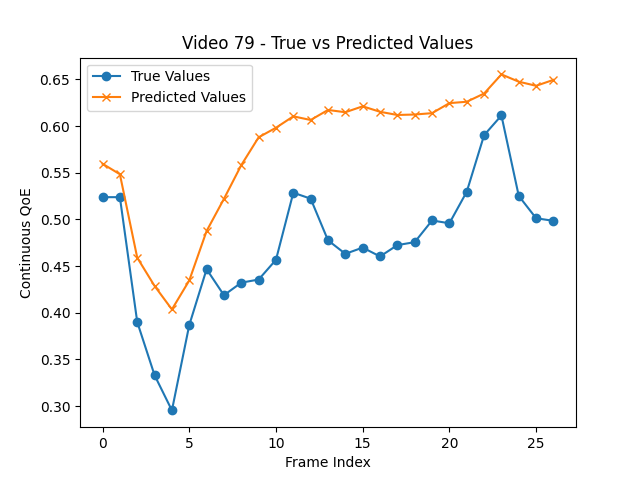 Video 79 - True vs Predicted Values
True Values
Predicted Values
Continuous QoE
0.65
0.60
0.55
0.50
0.45
0.40
0.35
0.30
0
5
10
15
20
25
Frame Index